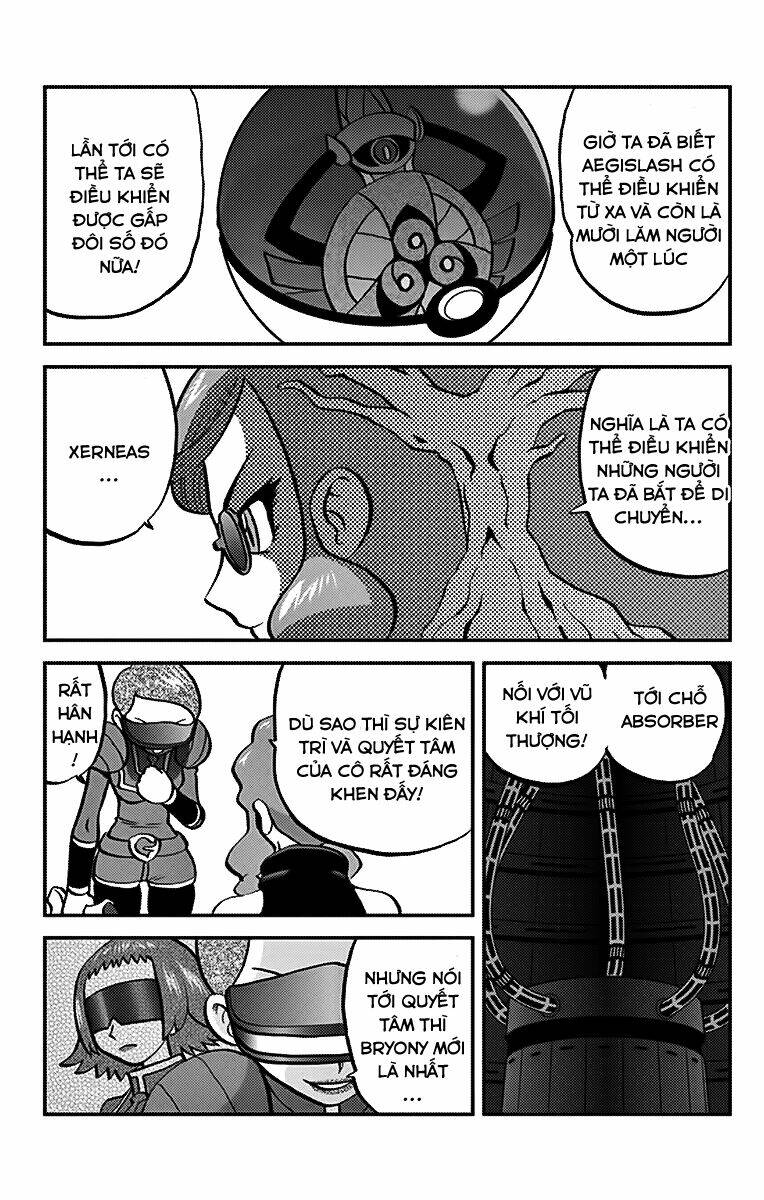 GIỜ TA ĐÃ BIẾT
AEGISLASH CÓ
THỂ ĐIỀU KHIỂN
TỪ XA VÀ CÒN LÀ
MƯỜI LĂM NGƯỜI
MỘT LÚC
LẦN TỚI CÓ
THỂ TA SẼ
ĐIỀU KHIỂN
ĐƯỢC GẤP
ĐÔI SỐ ĐÓ
NỮA!
NGHĨA LÀ TA CÓ
THỂ ĐIỀU KHIỂN
NHỮNG NGƯỜI
TA ĐÃ BẮT ĐỂ DI
CHUYỂN...
XERNEAS
...
TỚI CHỖ
ABSORBER
NỐI VỚI VŨ
KHÍ TỐI
THƯỢNG!
DÙ SAO THÌ SỰ KIÊN
TRÌ VÀ QUYẾT TÂM
CỦA CÔ RẤT ĐÁNG
KHEN ĐẤY!
RẤT
HÂN
HẠNH
!
NHƯNG NÓI
TỚI QUYẾT
TÂM THÌ
BRYONY MỚI
LÀ NHẤT
...